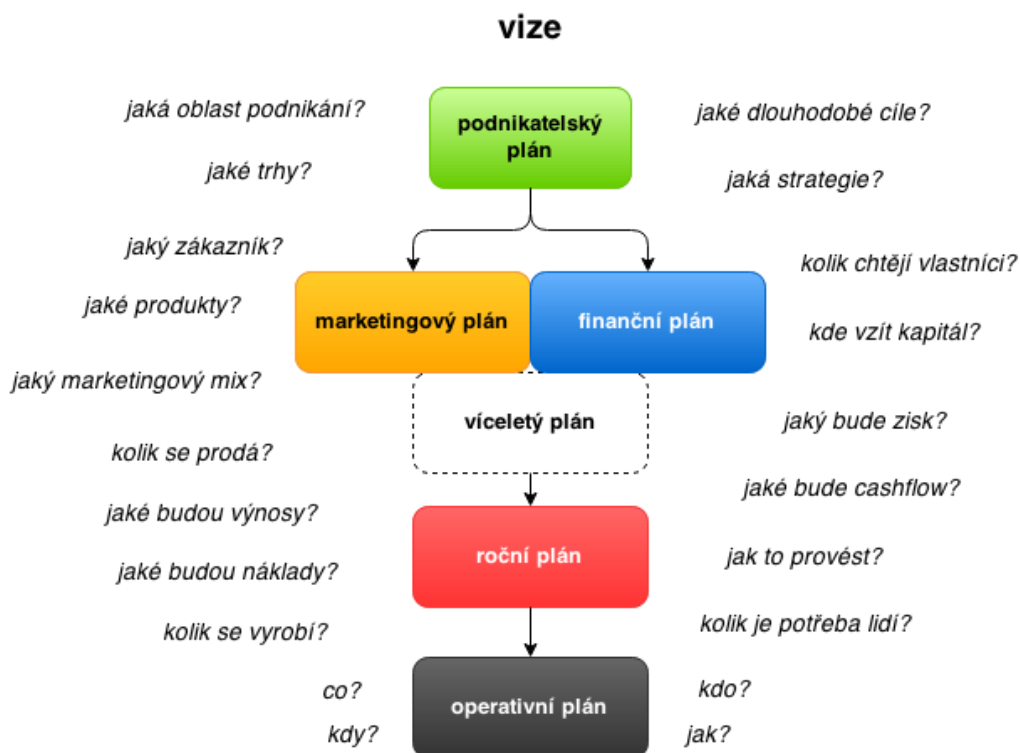 vize
jaká oblast podnikání?
podnikatelský
plán
jaké dlouhodobé cíle?
jaké trhy?
jaká strategie?
jaký zákazník?
kolik chtějí vlastníci?
jaké produkty?
marketingový plán
finanční plán
kde vzít kapitál?
jaký marketingový mix?
víceletý plán
jaký bude zisk?
kolik se prodá?
jaké bude cashflow?
jaké budou výnosy?
roční plán
jak to provést?
jaké budou náklady?
kolik se vyrobí?
kolik je potřeba lidí?
co?
operativní plán
kdo?
kdy?
jak?